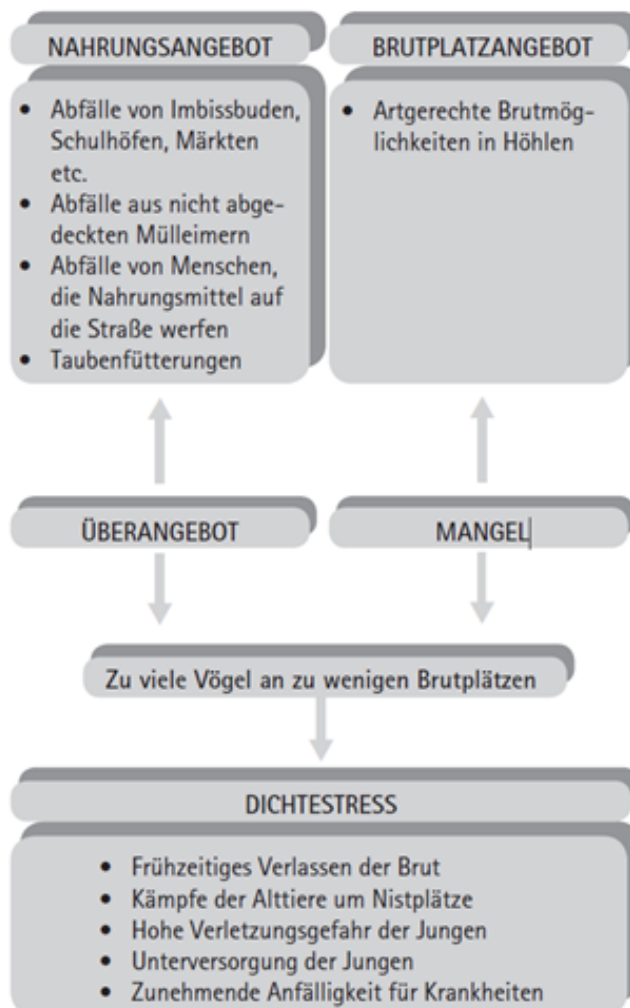 NAHRUNGSANGEBOT
• Abfälle von Imbissbuden,
Schulhöfen, Märkten
etc.
• Abfälle aus nicht abge-
deckten Mülleimern
• Abfälle von Menschen,
die Nahrungsmittel auf
die Straße werfen
• Taubenfütterungen
BRUTPLATZANGEBOT
• Artgerechte Brutmög-
lichkeiten in Höhlen
ÜBERANGEBOT
MANGEL
Zu viele Vögel an zu wenigen Brutplätzen
DICHTESTRESS
• Frühzeitiges Verlassen der Brut
• Kämpfe der Alttiere um Nistplätze
• Hohe Verletzungsgefahr der Jungen
• Unterversorgung der Jungen
• Zunehmende Anfälligkeit für Krankheiten